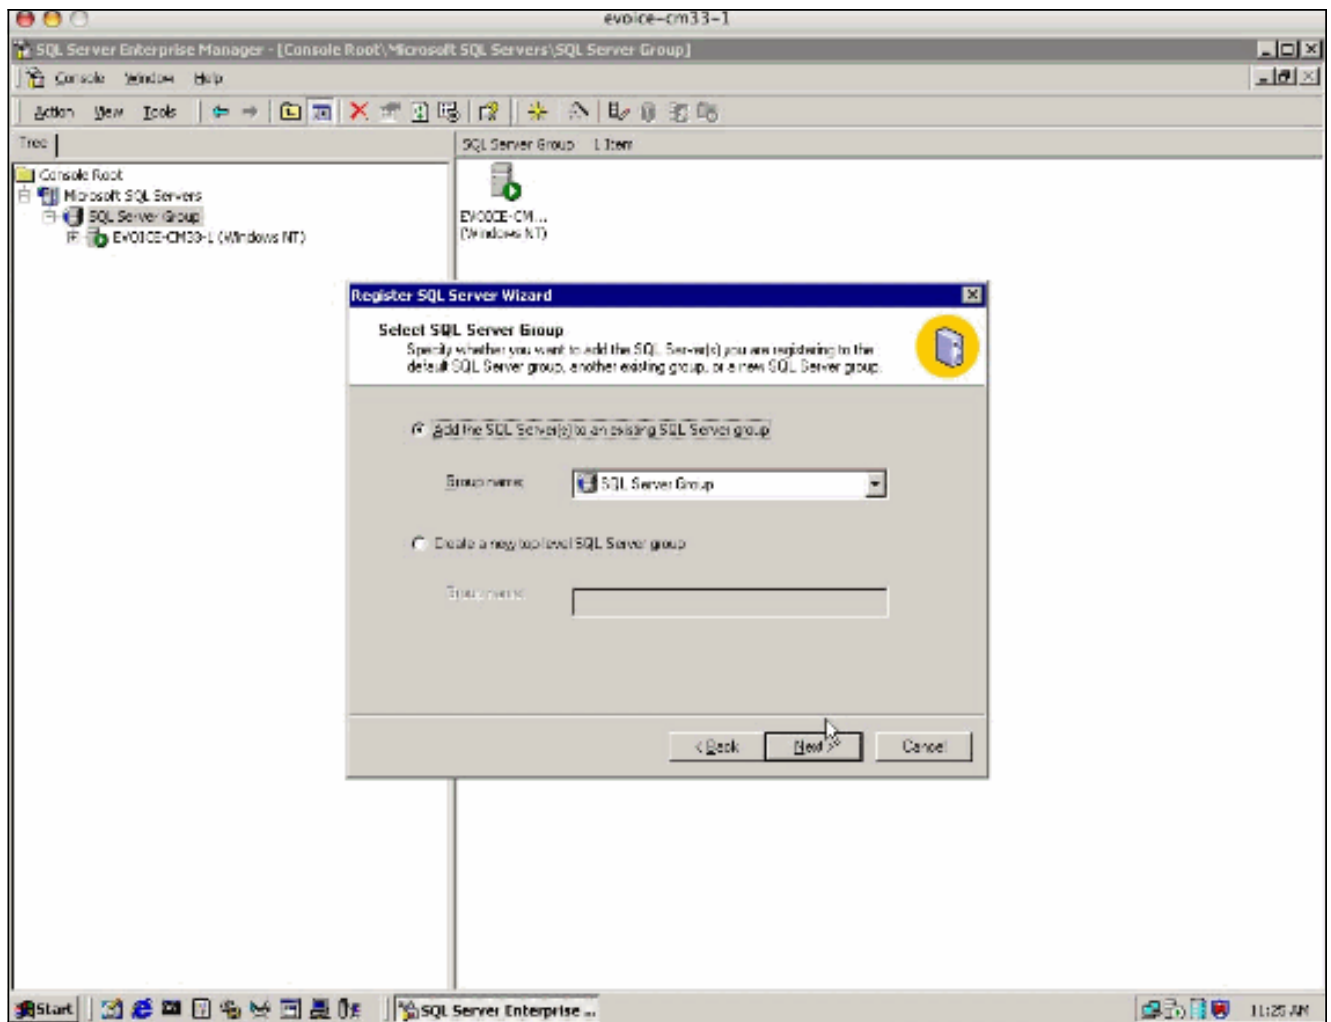 evoice-cm33-1
SQL Server Enterprise Manager - [Console Root\Microsoft SQL Servers\SQL Server Group]
Console Window Help
Action View Tools
Tree
SQL Server Group 1 Item
Console Root
Microsoft SQL Servers
SQL Server Group
EVOICE-CM33-1 (Windows NT)
EVOICE-CM...
(Windows NT)
Register SQL Server Wizard
Select SQL Server Group
Specify whether you want to add the SQL Server(s) you are registering to the
default SQL Server group, another existing group, or a new SQL Server group.
Add the SQL Server(s) to an existing SQL Server group
Group name:
SQL Server Group
Create a new top level SQL Server group
Group name:
< Back
Next >
Cancel
Start
SQL Server Enterprise ...
11:25 AM